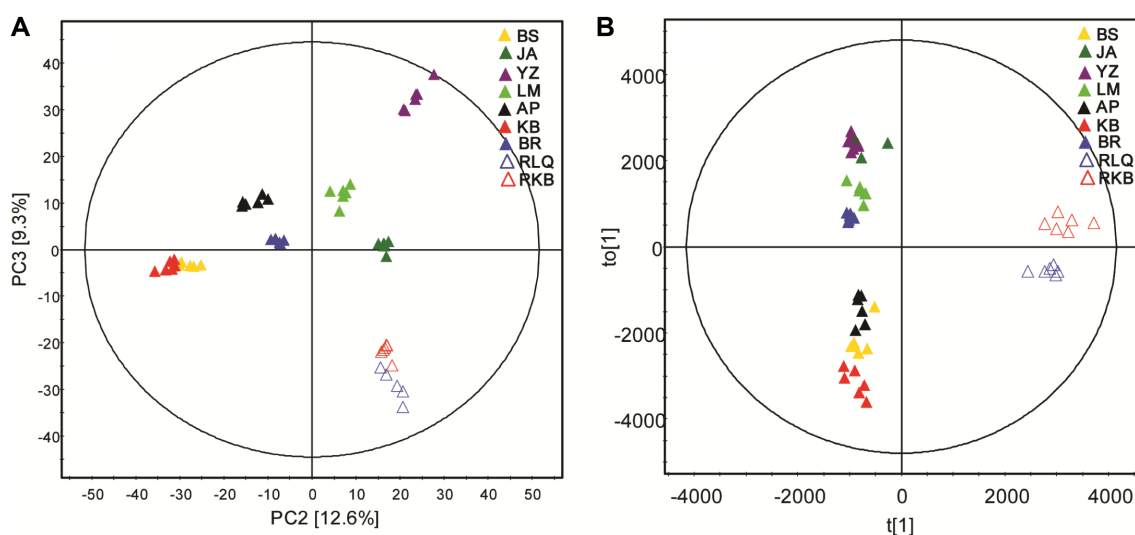 A
BS
JA
YZ
LM
AP
KB
BR
RLQ
RKB
40
30
20
10
0
-10
-20
-30
-40
PC3 [9.3%]
-50 -40 -30 -20 -10 0 10 20 30 40 50
PC2 [12.6%]
B
BS
JA
YZ
LM
AP
KB
BR
RLQ
RKB
4000
2000
0
-2000
-4000
to[1]
-4000 -2000 0 2000 4000
t[1]